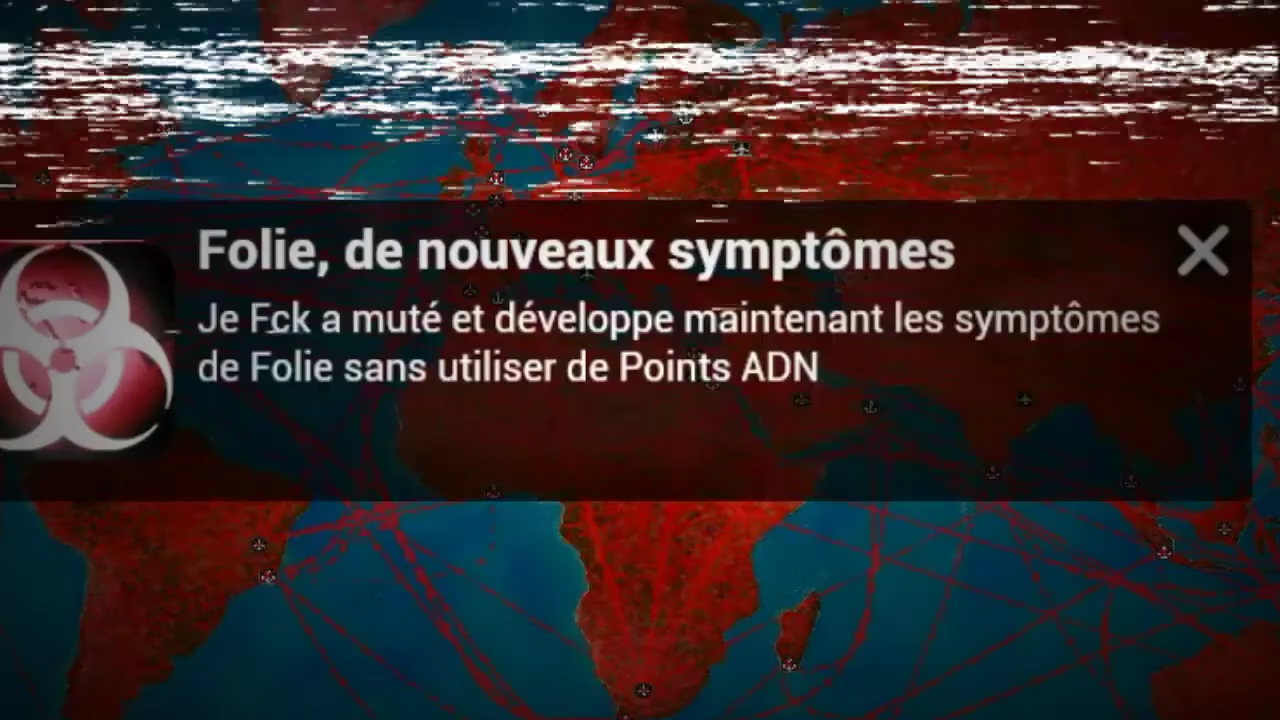 Folie, de nouveaux symptômes
Je Fck a muté et développe maintenant les symptômes
de Folie sans utiliser de Points ADN